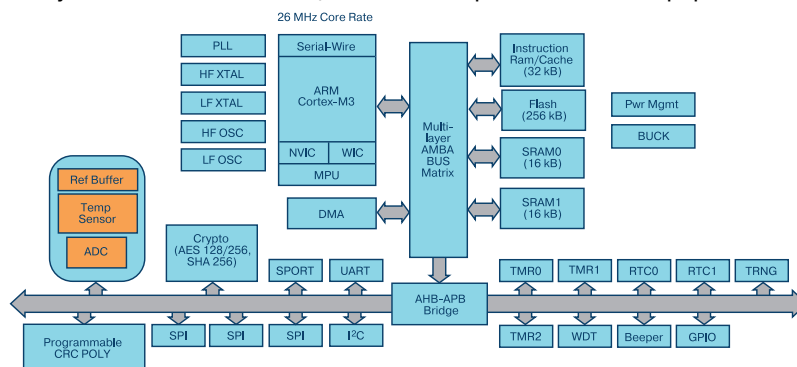 26 MHz Core Rate
PLL
HF XTAL
LF XTAL
HF OSC
LF OSC
Serial-Wire
ARM
Cortex-M3
NVIC
WIC
MPU
DMA
Multi-
layer
AMBA
BUS
Matrix
Instruction
Ram/Cache
(32 kB)
Flash
(256 kB)
SRAM0
(16 kB)
SRAM1
(16 kB)
Pwr Mgmt
BUCK
Ref Buffer
Temp
Sensor
ADC
Crypto
(AES 128/256,
SHA 256)
SPORT
UART
TMR0
TMR1
RTC0
RTC1
TRNG
AHB-APB
Bridge
Programmable
CRC POLY
SPI
SPI
SPI
I²C
TMR2
WDT
Beeper
GPIO